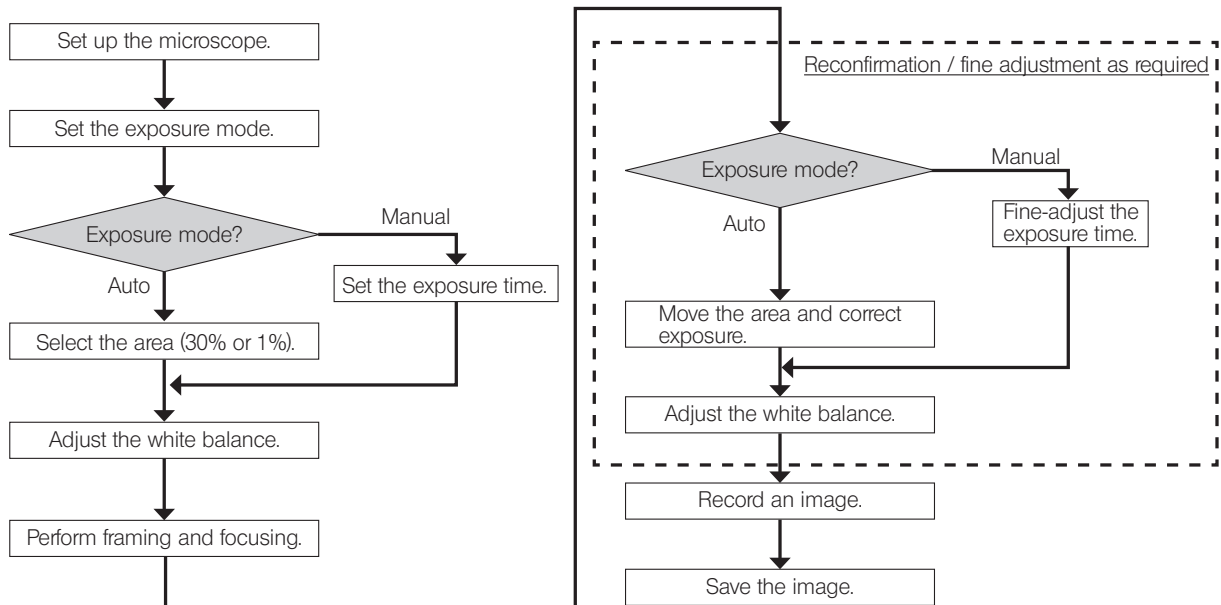 Set up the microscope.
Set the exposure mode.
Exposure mode?
Manual
Auto
Set the exposure time.
Select the area (30% or 1%).
Adjust the white balance.
Perform framing and focusing.
Reconfirmation / fine adjustment as required
Exposure mode?
Manual
Auto
Fine-adjust the
exposure time.
Move the area and correct
exposure.
Adjust the white balance.
Record an image.
Save the image.